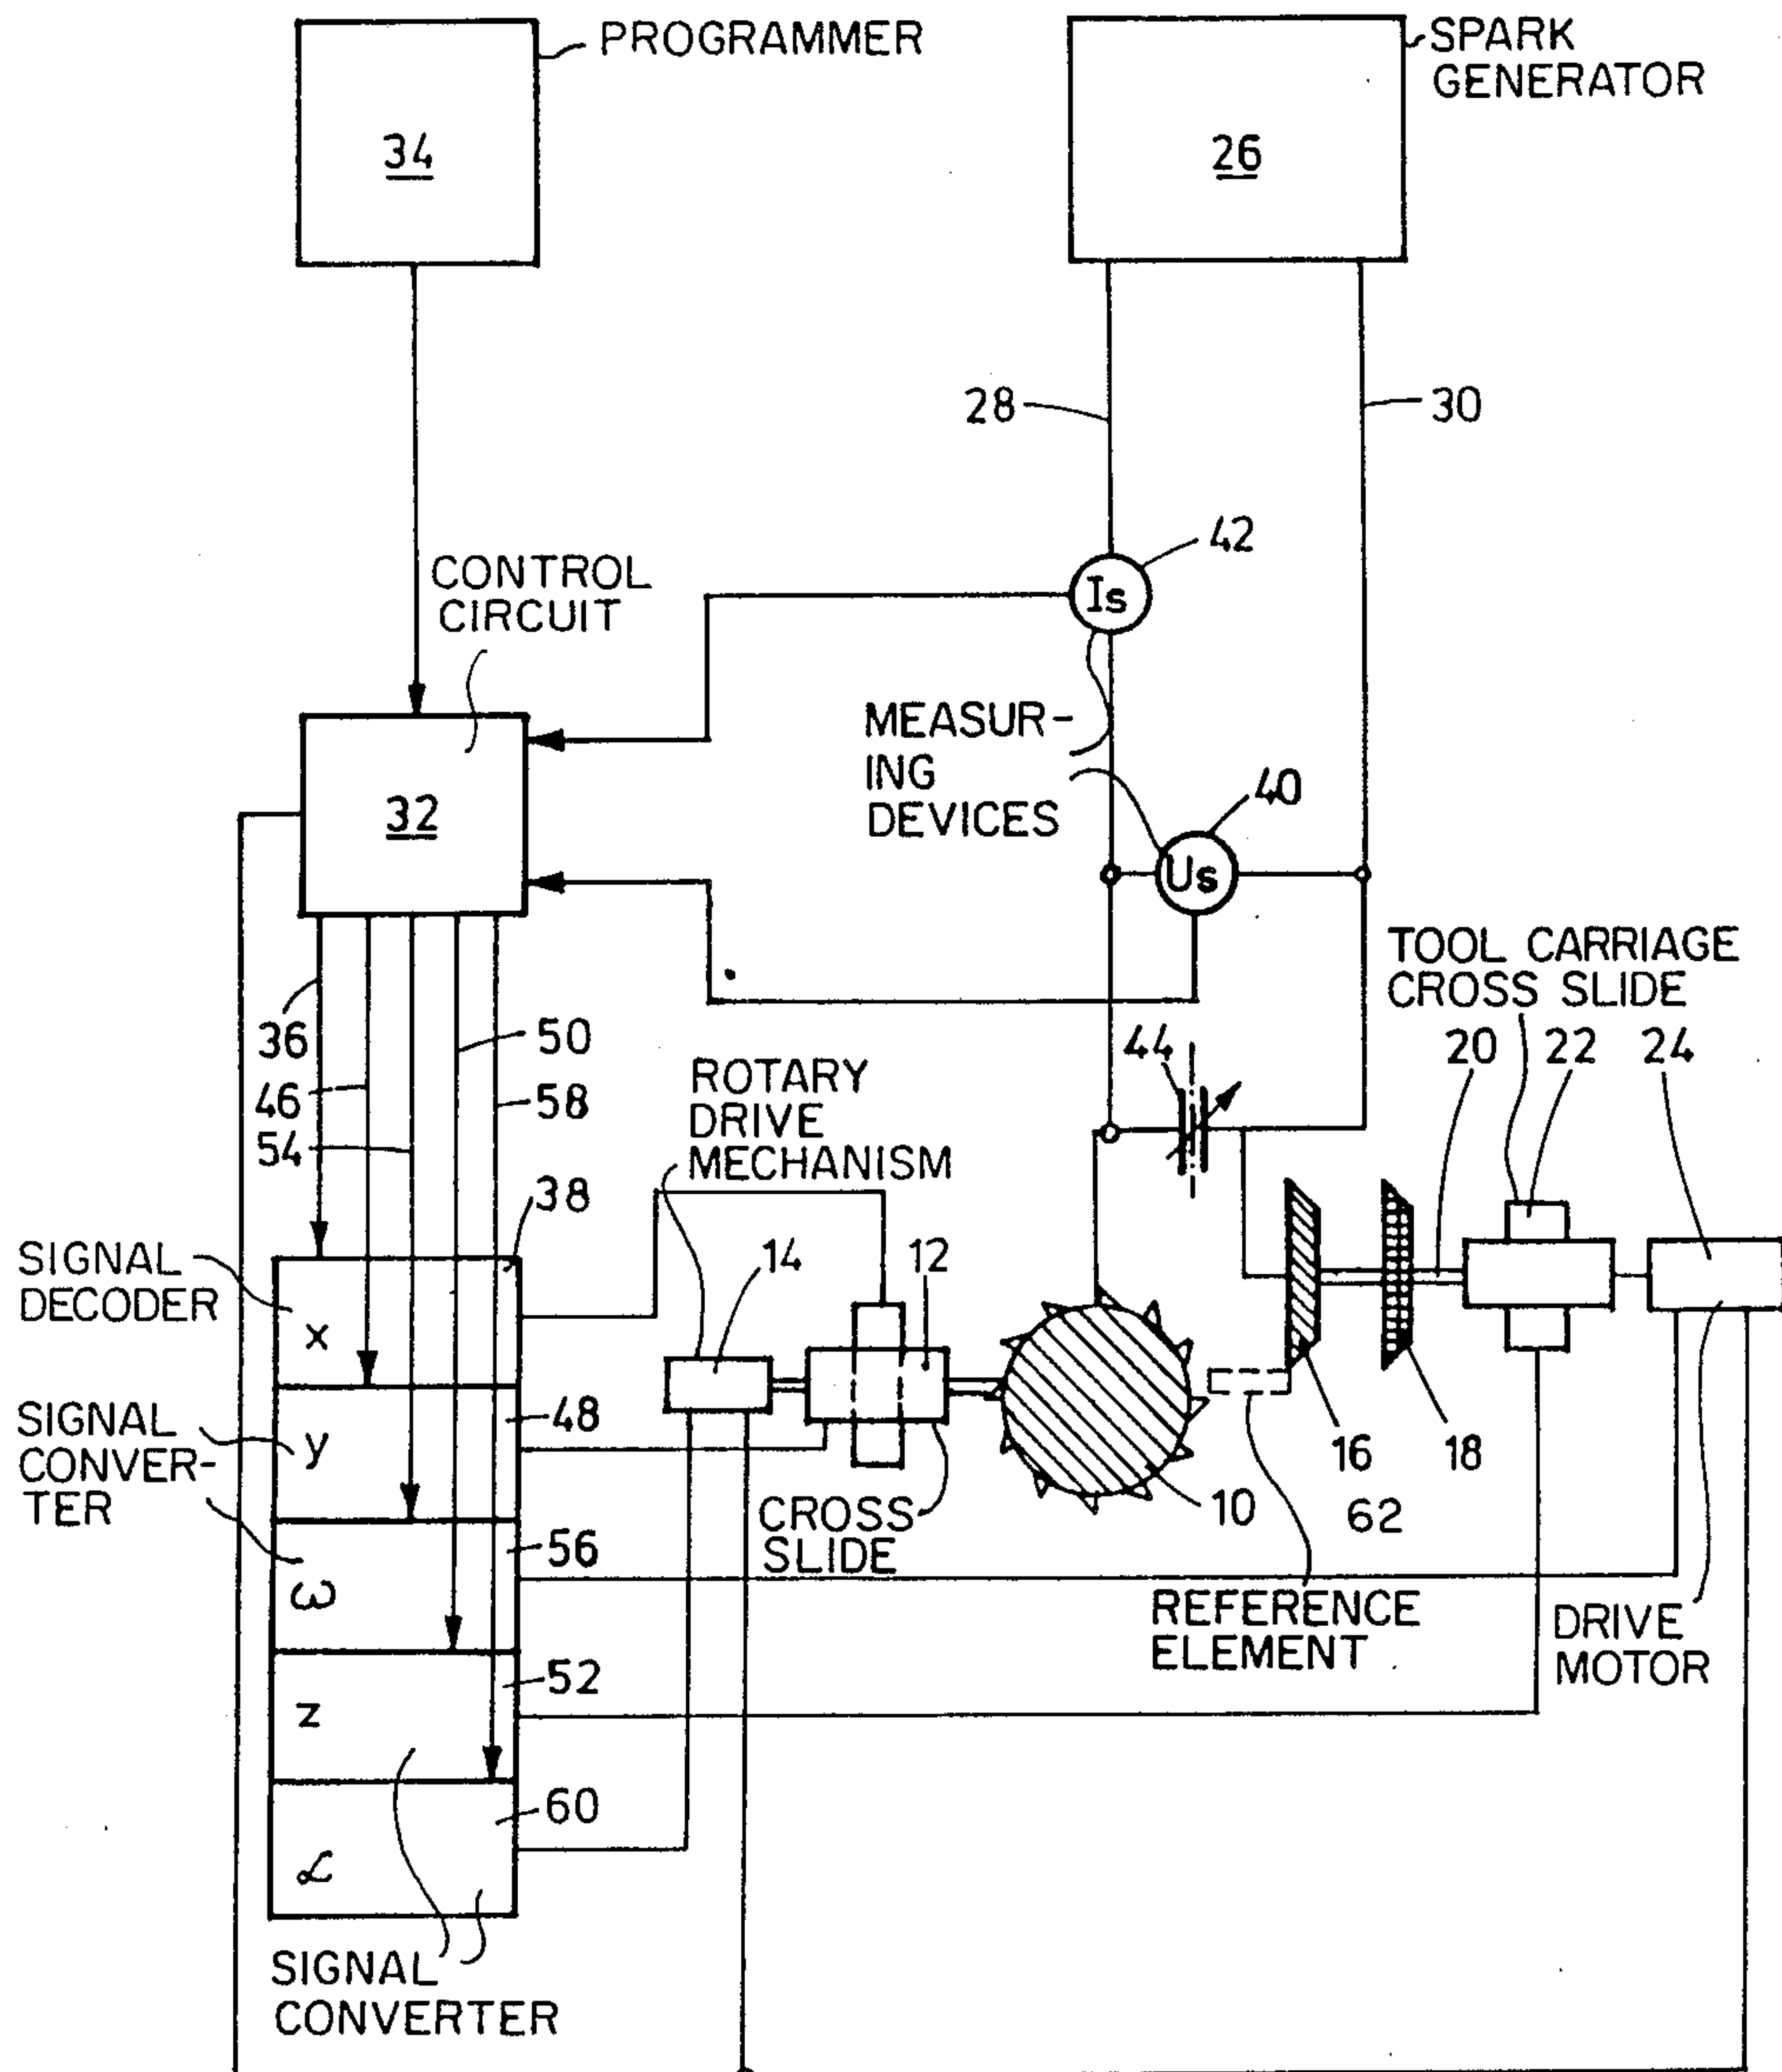 PROGRAMMER
SPARK
GENERATOR
34
26
28
30
42
Is
CONTROL
CIRCUIT
MEASUR-
ING
DEVICES
40
Us
32
TOOL CARRIAGE
CROSS SLIDE
36
50
44
20
22
24
46
58
54
ROTARY
DRIVE
MECHANISM
38
SIGNAL
DECODER
x
14
12
SIGNAL
CONVER-
TER
y
48
16
18
10
62
CROSS
SLIDE
56
ω
REFERENCE
ELEMENT
DRIVE
MOTOR
z
52
60
α
SIGNAL
CONVERTER